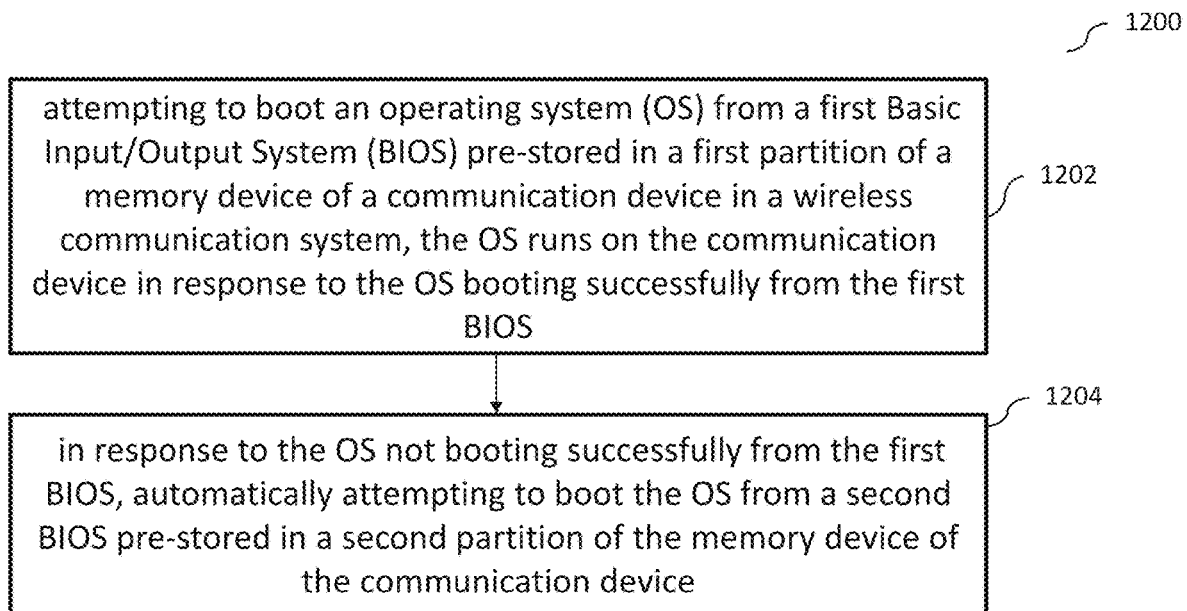 1200
attempting to boot an operating system (OS) from a first Basic
Input/Output System (BIOS) pre-stored in a first partition of a
memory device of a communication device in a wireless
communication system, the OS runs on the communication
device in response to the OS booting successfully from the first
BIOS
1202
1204
in response to the OS not booting successfully from the first
BIOS, automatically attempting to boot the OS from a second
BIOS pre-stored in a second partition of the memory device of
the communication device